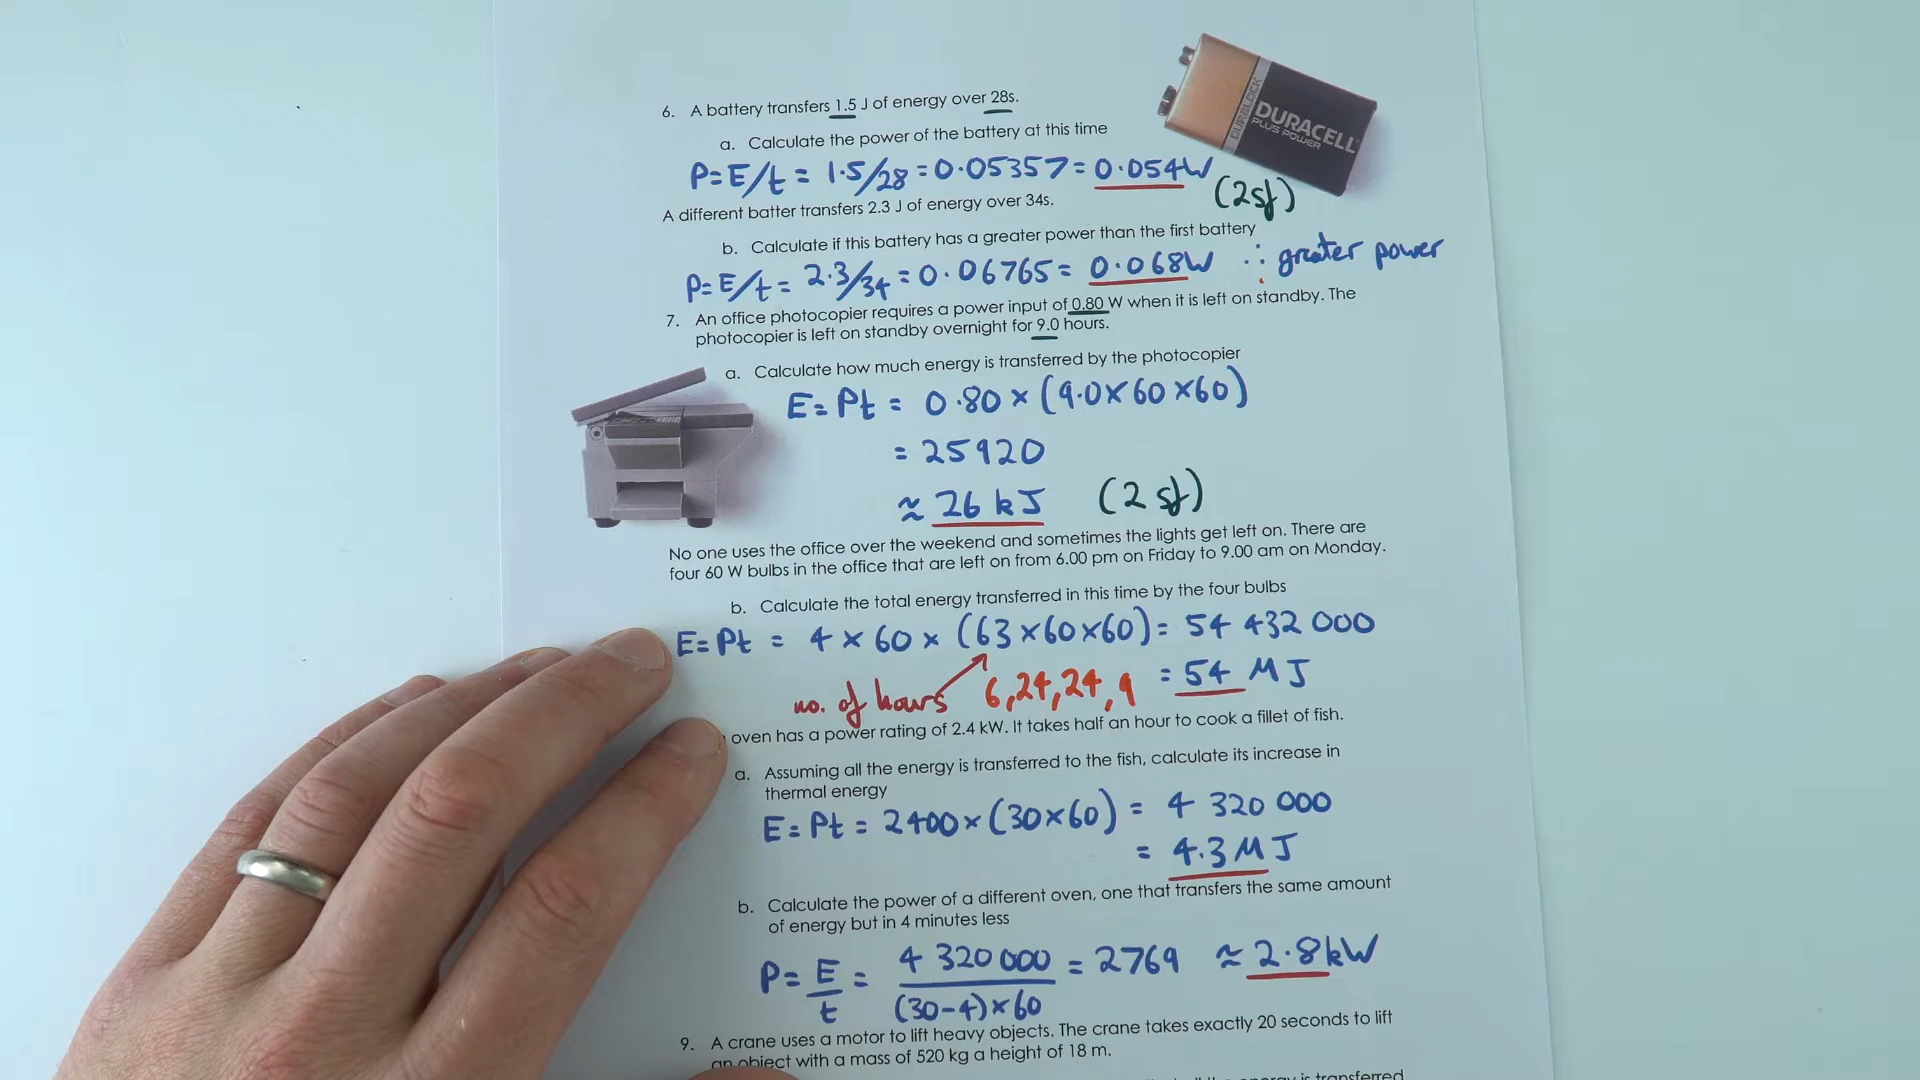 6. A battery transfers 1.5 J of energy over 28s.
DURACELL
PLUS POWER
DURALOCK
a. Calculate the power of the battery at this time
P=E/t = 1.5/28 = 0.05357 = 0.054W
(2sf)
A different batter transfers 2.3 J of energy over 34s.
b. Calculate if this battery has a greater power than the first battery
P=E/t = 2.3/34 = 0.06765 = 0.068W ∴ greater power
7. An office photocopier requires a power input of 0.80 W when it is left on standby. The
photocopier is left on standby overnight for 9.0 hours.
a. Calculate how much energy is transferred by the photocopier
E = Pt = 0.80 × (9.0×60×60)
= 25920
≈ 26 kJ (2 sf)
No one uses the office over the weekend and sometimes the lights get left on. There are
four 60 W bulbs in the office that are left on from 6.00 pm on Friday to 9.00 am on Monday.
b. Calculate the total energy transferred in this time by the four bulbs
E=Pt = 4 × 60 × (63×60×60) = 54 432 000
no. of hours 6,24,24,9 = 54 MJ
oven has a power rating of 2.4 kW. It takes half an hour to cook a fillet of fish.
a. Assuming all the energy is transferred to the fish, calculate its increase in
thermal energy
E = Pt = 2400 × (30×60) = 4 320 000
= 4.3 MJ
b. Calculate the power of a different oven, one that transfers the same amount
of energy but in 4 minutes less
P = E/t = 4 320 000/(30-4)×60 = 2769 ≈ 2.8kW
9. A crane uses a motor to lift heavy objects. The crane takes exactly 20 seconds to lift
an object with a mass of 520 kg a height of 18 m.
is transferred